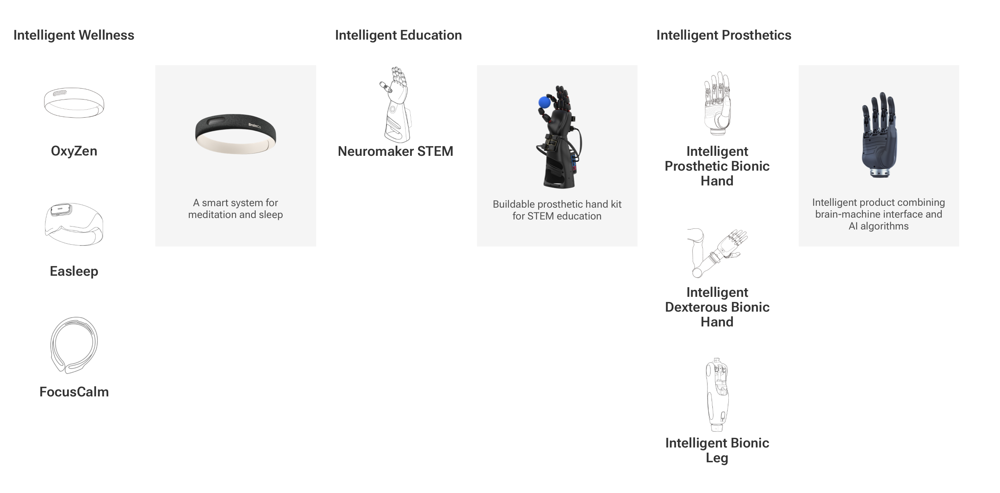 Intelligent Wellness
OxyZen
Easleep
FocusCalm
BrainCo
A smart system for
meditation and sleep
Intelligent Education
Neuromaker STEM
Buildable prosthetic hand kit
for STEM education
Intelligent Prosthetics
Intelligent
Prosthetic Bionic
Hand
Intelligent
Dexterous Bionic
Hand
Intelligent Bionic
Leg
Intelligent product combining
brain-machine interface and
AI algorithms